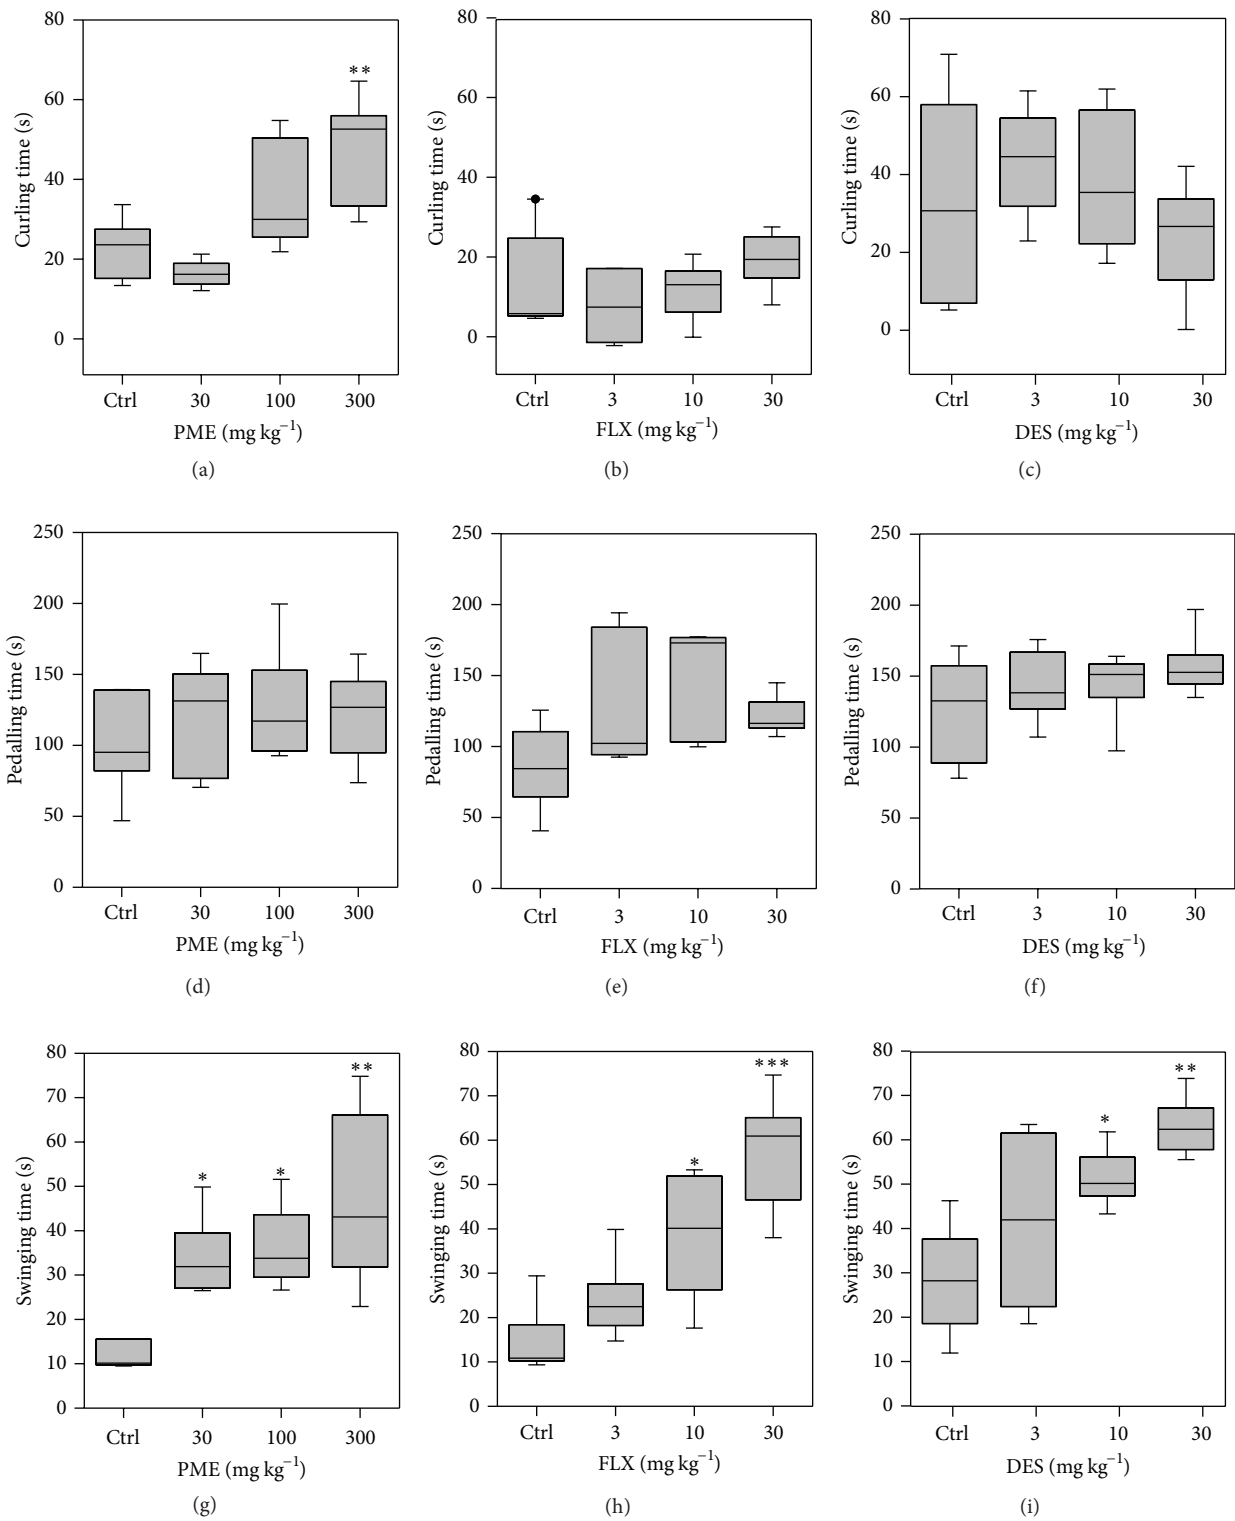 80
60
40
20
0
Curling time (s)
**
Ctrl 30 100 300
PME (mg kg⁻¹)
(a)
80
60
40
20
0
Curling time (s)
Ctrl 3 10 30
FLX (mg kg⁻¹)
(b)
80
60
40
20
0
Curling time (s)
Ctrl 3 10 30
DES (mg kg⁻¹)
(c)
250
200
150
100
50
0
Pedalling time (s)
Ctrl 30 100 300
PME (mg kg⁻¹)
(d)
250
200
150
100
50
0
Pedalling time (s)
Ctrl 3 10 30
FLX (mg kg⁻¹)
(e)
250
200
150
100
50
0
Pedalling time (s)
Ctrl 3 10 30
DES (mg kg⁻¹)
(f)
80
70
60
50
40
30
20
10
0
Swinging time (s)
* * **
Ctrl 30 100 300
PME (mg kg⁻¹)
(g)
80
70
60
50
40
30
20
10
0
Swinging time (s)
* ***
Ctrl 3 10 30
FLX (mg kg⁻¹)
(h)
80
70
60
50
40
30
20
10
0
Swinging time (s)
* **
Ctrl 3 10 30
DES (mg kg⁻¹)
(i)